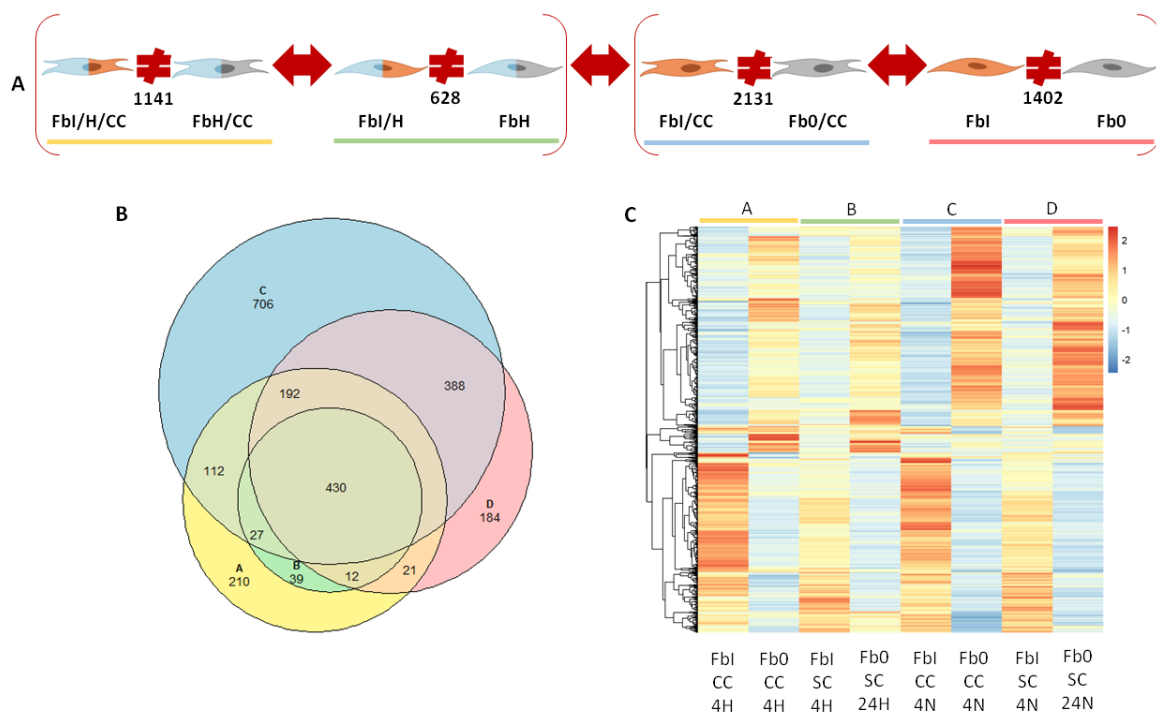 A
1141
628
2131
1402
FbI/H/CC
FbH/CC
FbI/H
FbH
FbI/CC
Fb0/CC
FbI
Fb0
B
C
706
388
192
112
430
D
184
27
B
39
12
21
A
210
C
A B C D
2
1
0
-1
-2
FbI Fb0 FbI Fb0 FbI Fb0 FbI Fb0
CC CC SC SC CC CC SC SC
4H 4H 4H 24H 4N 4N 4N 24N